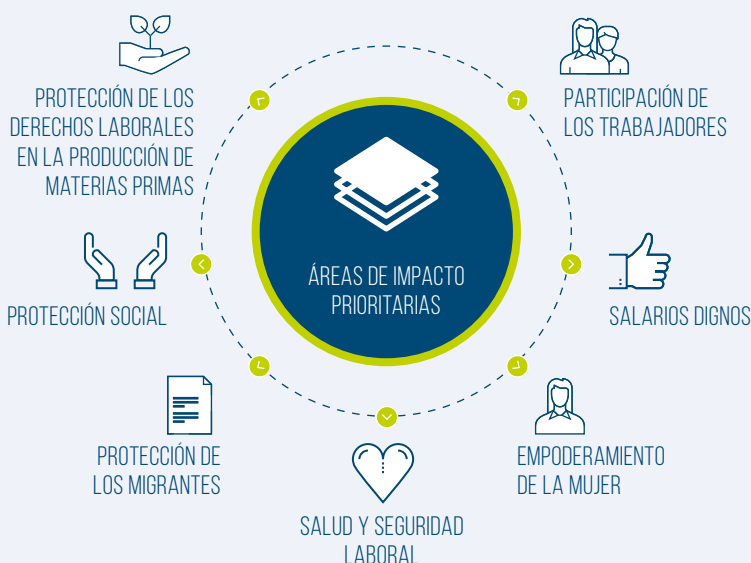 PROTECCIÓN DE LOS
DERECHOS LABORALES
EN LA PRODUCCIÓN DE
MATERIAS PRIMAS
PARTICIPACIÓN DE
LOS TRABAJADORES
ÁREAS DE IMPACTO
PRIORITARIAS
PROTECCIÓN SOCIAL
SALARIOS DIGNOS
PROTECCIÓN DE
LOS MIGRANTES
EMPODERAMIENTO
DE LA MUJER
SALUD Y SEGURIDAD
LABORAL